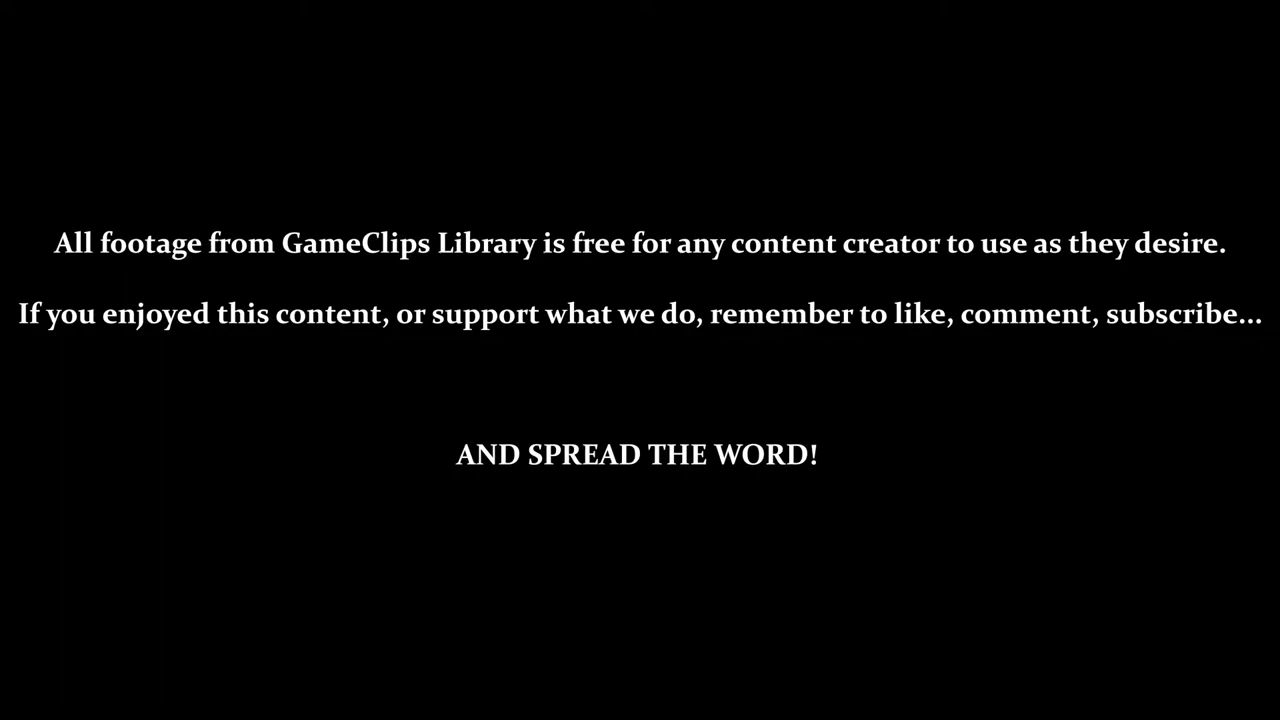 All footage from GameClips Library is free for any content creator to use as they desire.
If you enjoyed this content, or support what we do, remember to like, comment, subscribe...
AND SPREAD THE WORD!